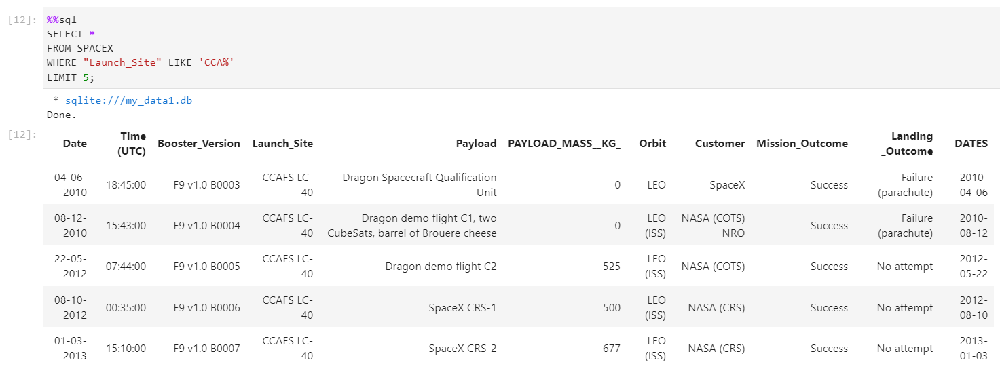 [12]: %%sql
SELECT *
FROM SPACEX
WHERE "Launch_Site" LIKE 'CCA%'
LIMIT 5;
* sqlite:///my_data1.db
Done.
[12]:
Date Time (UTC) Booster_Version Launch_Site Payload PAYLOAD_MASS__KG_ Orbit Customer Mission_Outcome Landing _Outcome DATES
04-06-2010 18:45:00 F9 v1.0 B0003 CCAFS LC-40 Dragon Spacecraft Qualification Unit 0 LEO SpaceX Success Failure (parachute) 2010-04-06
08-12-2010 15:43:00 F9 v1.0 B0004 CCAFS LC-40 Dragon demo flight C1, two CubeSats, barrel of Brouere cheese 0 LEO (ISS) NASA (COTS) NRO Success Failure (parachute) 2010-08-12
22-05-2012 07:44:00 F9 v1.0 B0005 CCAFS LC-40 Dragon demo flight C2 525 LEO (ISS) NASA (COTS) Success No attempt 2012-05-22
08-10-2012 00:35:00 F9 v1.0 B0006 CCAFS LC-40 SpaceX CRS-1 500 LEO (ISS) NASA (CRS) Success No attempt 2012-08-10
01-03-2013 15:10:00 F9 v1.0 B0007 CCAFS LC-40 SpaceX CRS-2 677 LEO (ISS) NASA (CRS) Success No attempt 2013-01-03